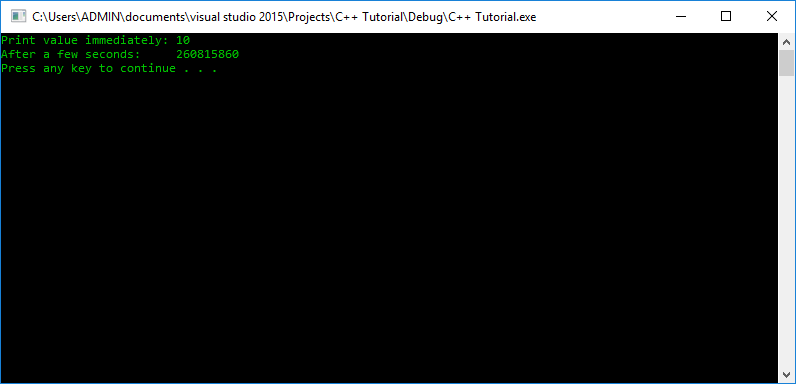 C:\Users\ADMIN\documents\visual studio 2015\Projects\C++ Tutorial\Debug\C++ Tutorial.exe
Print value immediately: 10
After a few seconds:     260815860
Press any key to continue . . .